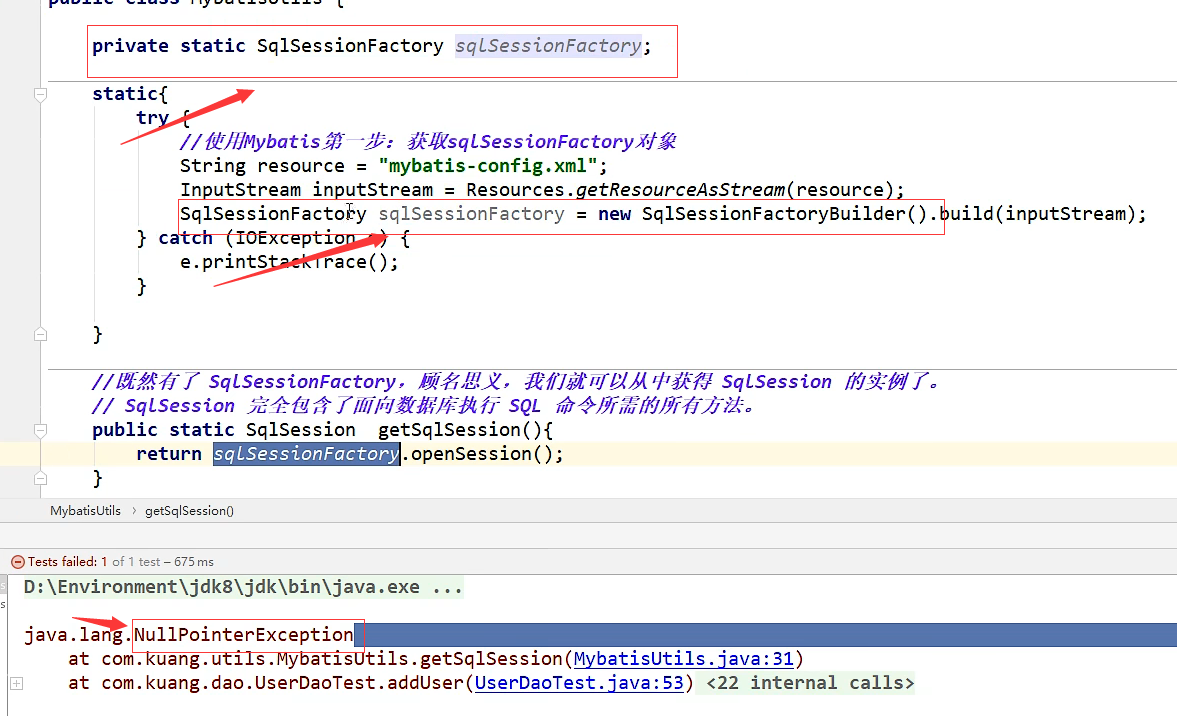 public class MybatisUtils {
private static SqlSessionFactory sqlSessionFactory;
static{
try {
//使用Mybatis第一步：获取sqlSessionFactory对象
String resource = "mybatis-config.xml";
InputStream inputStream = Resources.getResourceAsStream(resource);
SqlSessionFactory sqlSessionFactory = new SqlSessionFactoryBuilder().build(inputStream);
} catch (IOException e) {
e.printStackTrace();
}
}
//既然有了 SqlSessionFactory，顾名思义，我们就可以从中获得 SqlSession 的实例了。
// SqlSession 完全包含了面向数据库执行 SQL 命令所需的所有方法。
public static SqlSession  getSqlSession(){
return sqlSessionFactory.openSession();
}
MybatisUtils › getSqlSession()
Tests failed: 1 of 1 test – 675 ms
D:\Environment\jdk8\jdk\bin\java.exe ...
java.lang.NullPointerException
at com.kuang.utils.MybatisUtils.getSqlSession(MybatisUtils.java:31)
at com.kuang.dao.UserDaoTest.addUser(UserDaoTest.java:53) <22 internal calls>